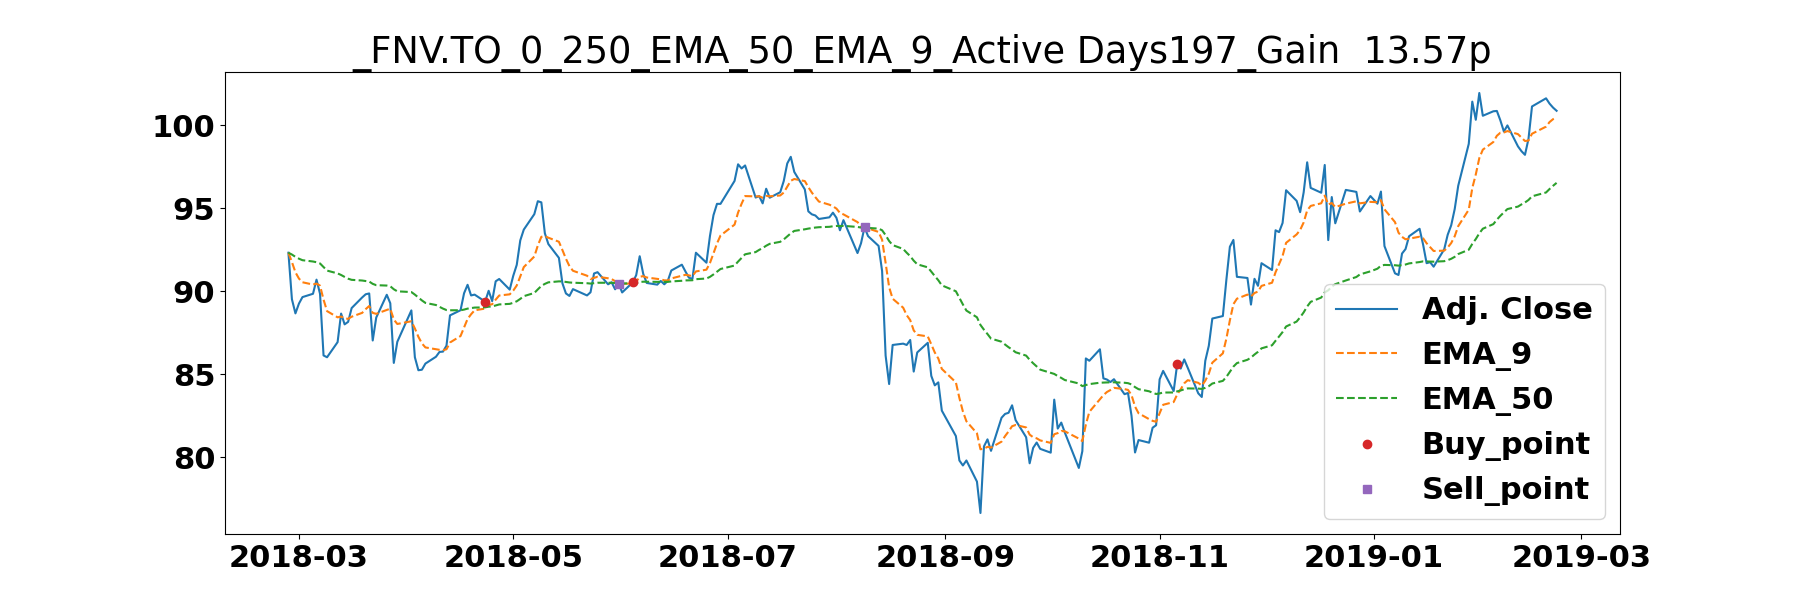 _FNV.TO_0_250_EMA_50_EMA_9_Active Days197_Gain  13.57p
100
95
90
85
80
Adj. Close
EMA_9
EMA_50
Buy_point
Sell_point
2018-03 2018-05 2018-07 2018-09 2018-11 2019-01 2019-03